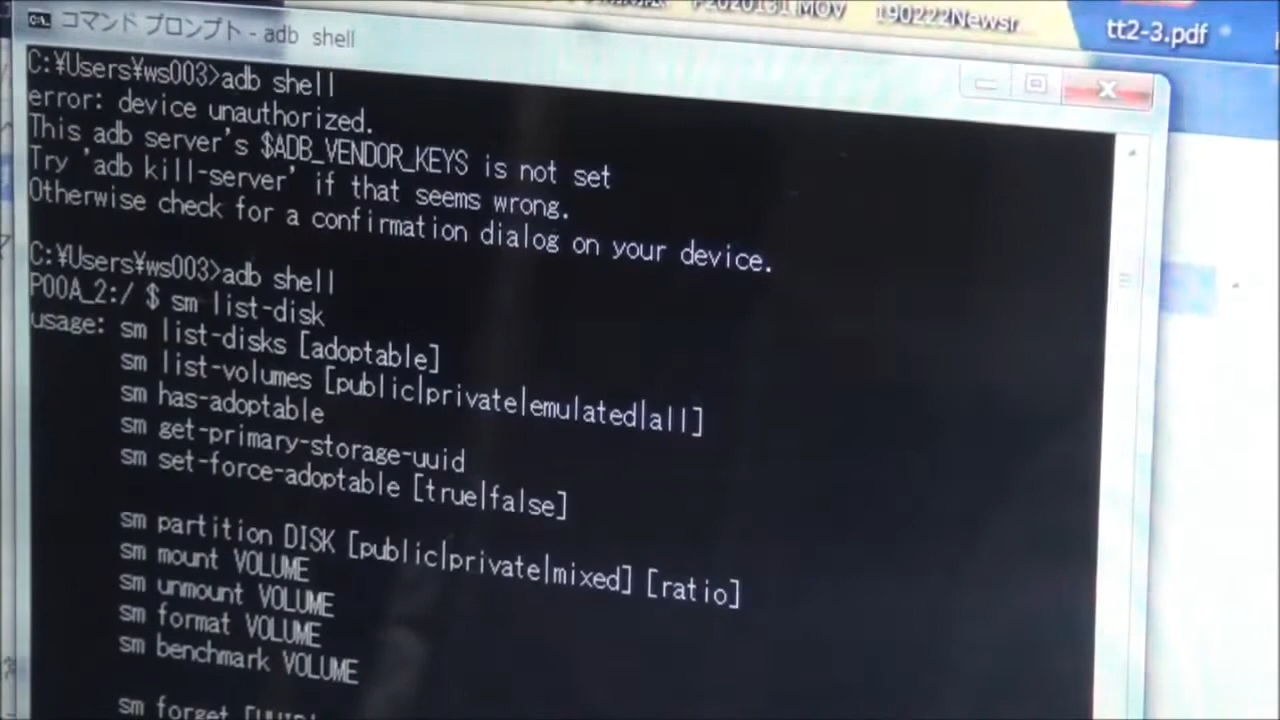 P2020131.MOV
190222Newsr...
tt2-3.pdf
コマンド プロンプト - adb shell
C:¥Users¥ws003>adb shell
error: device unauthorized.
This adb server's $ADB_VENDOR_KEYS is not set
Try 'adb kill-server' if that seems wrong.
Otherwise check for a confirmation dialog on your device.
C:¥Users¥ws003>adb shell
P00A_2:/ $ sm list-disk
usage: sm list-disks [adoptable]
sm list-volumes [public|private|emulated|all]
sm has-adoptable
sm get-primary-storage-uuid
sm set-force-adoptable [true|false]
sm partition DISK [public|private|mixed] [ratio]
sm mount VOLUME
sm unmount VOLUME
sm format VOLUME
sm benchmark VOLUME
sm forget [UUID|